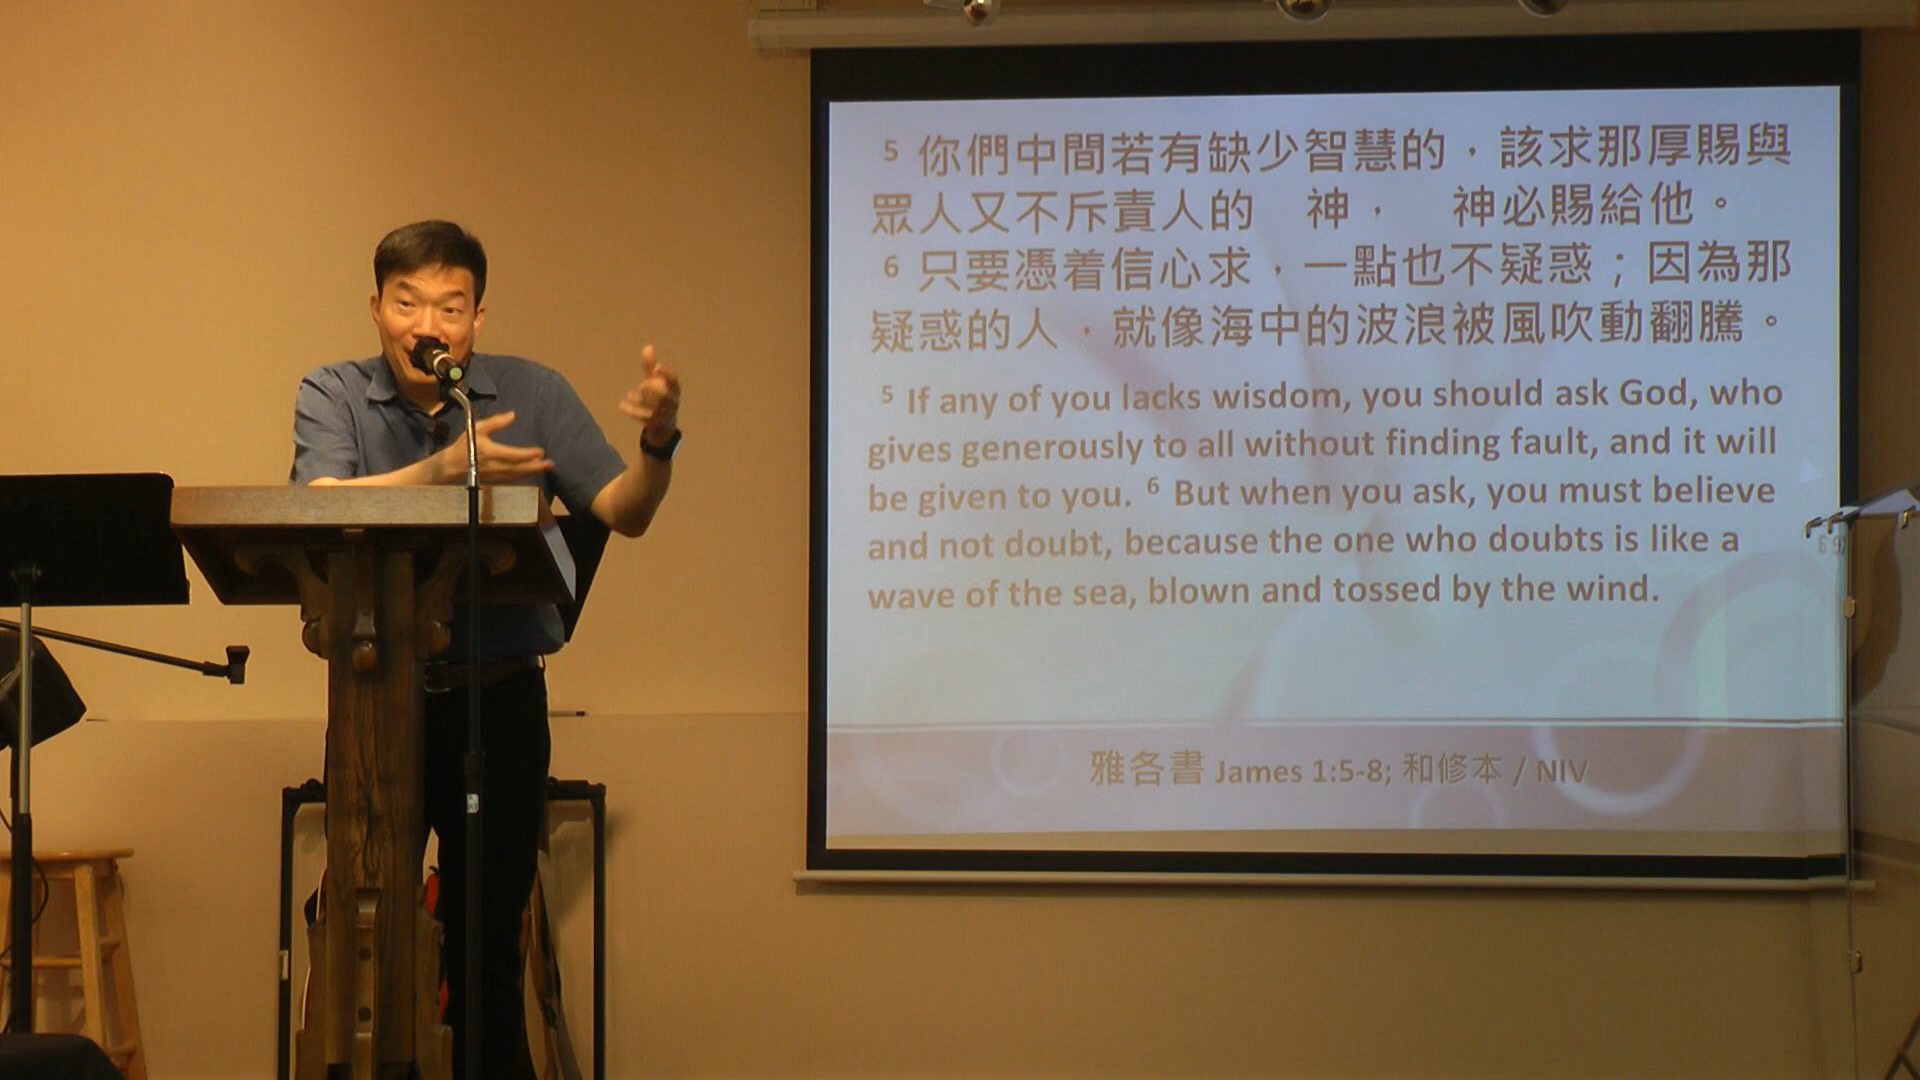 5 你們中間若有缺少智慧的，該求那厚賜與
眾人又不斥責人的　神，　神必賜給他。
6 只要憑着信心求，一點也不疑惑；因為那
疑惑的人，就像海中的波浪被風吹動翻騰。
5 If any of you lacks wisdom, you should ask God, who
gives generously to all without finding fault, and it will
be given to you. 6 But when you ask, you must believe
and not doubt, because the one who doubts is like a
wave of the sea, blown and tossed by the wind.
雅各書 James 1:5-8; 和修本 / NIV